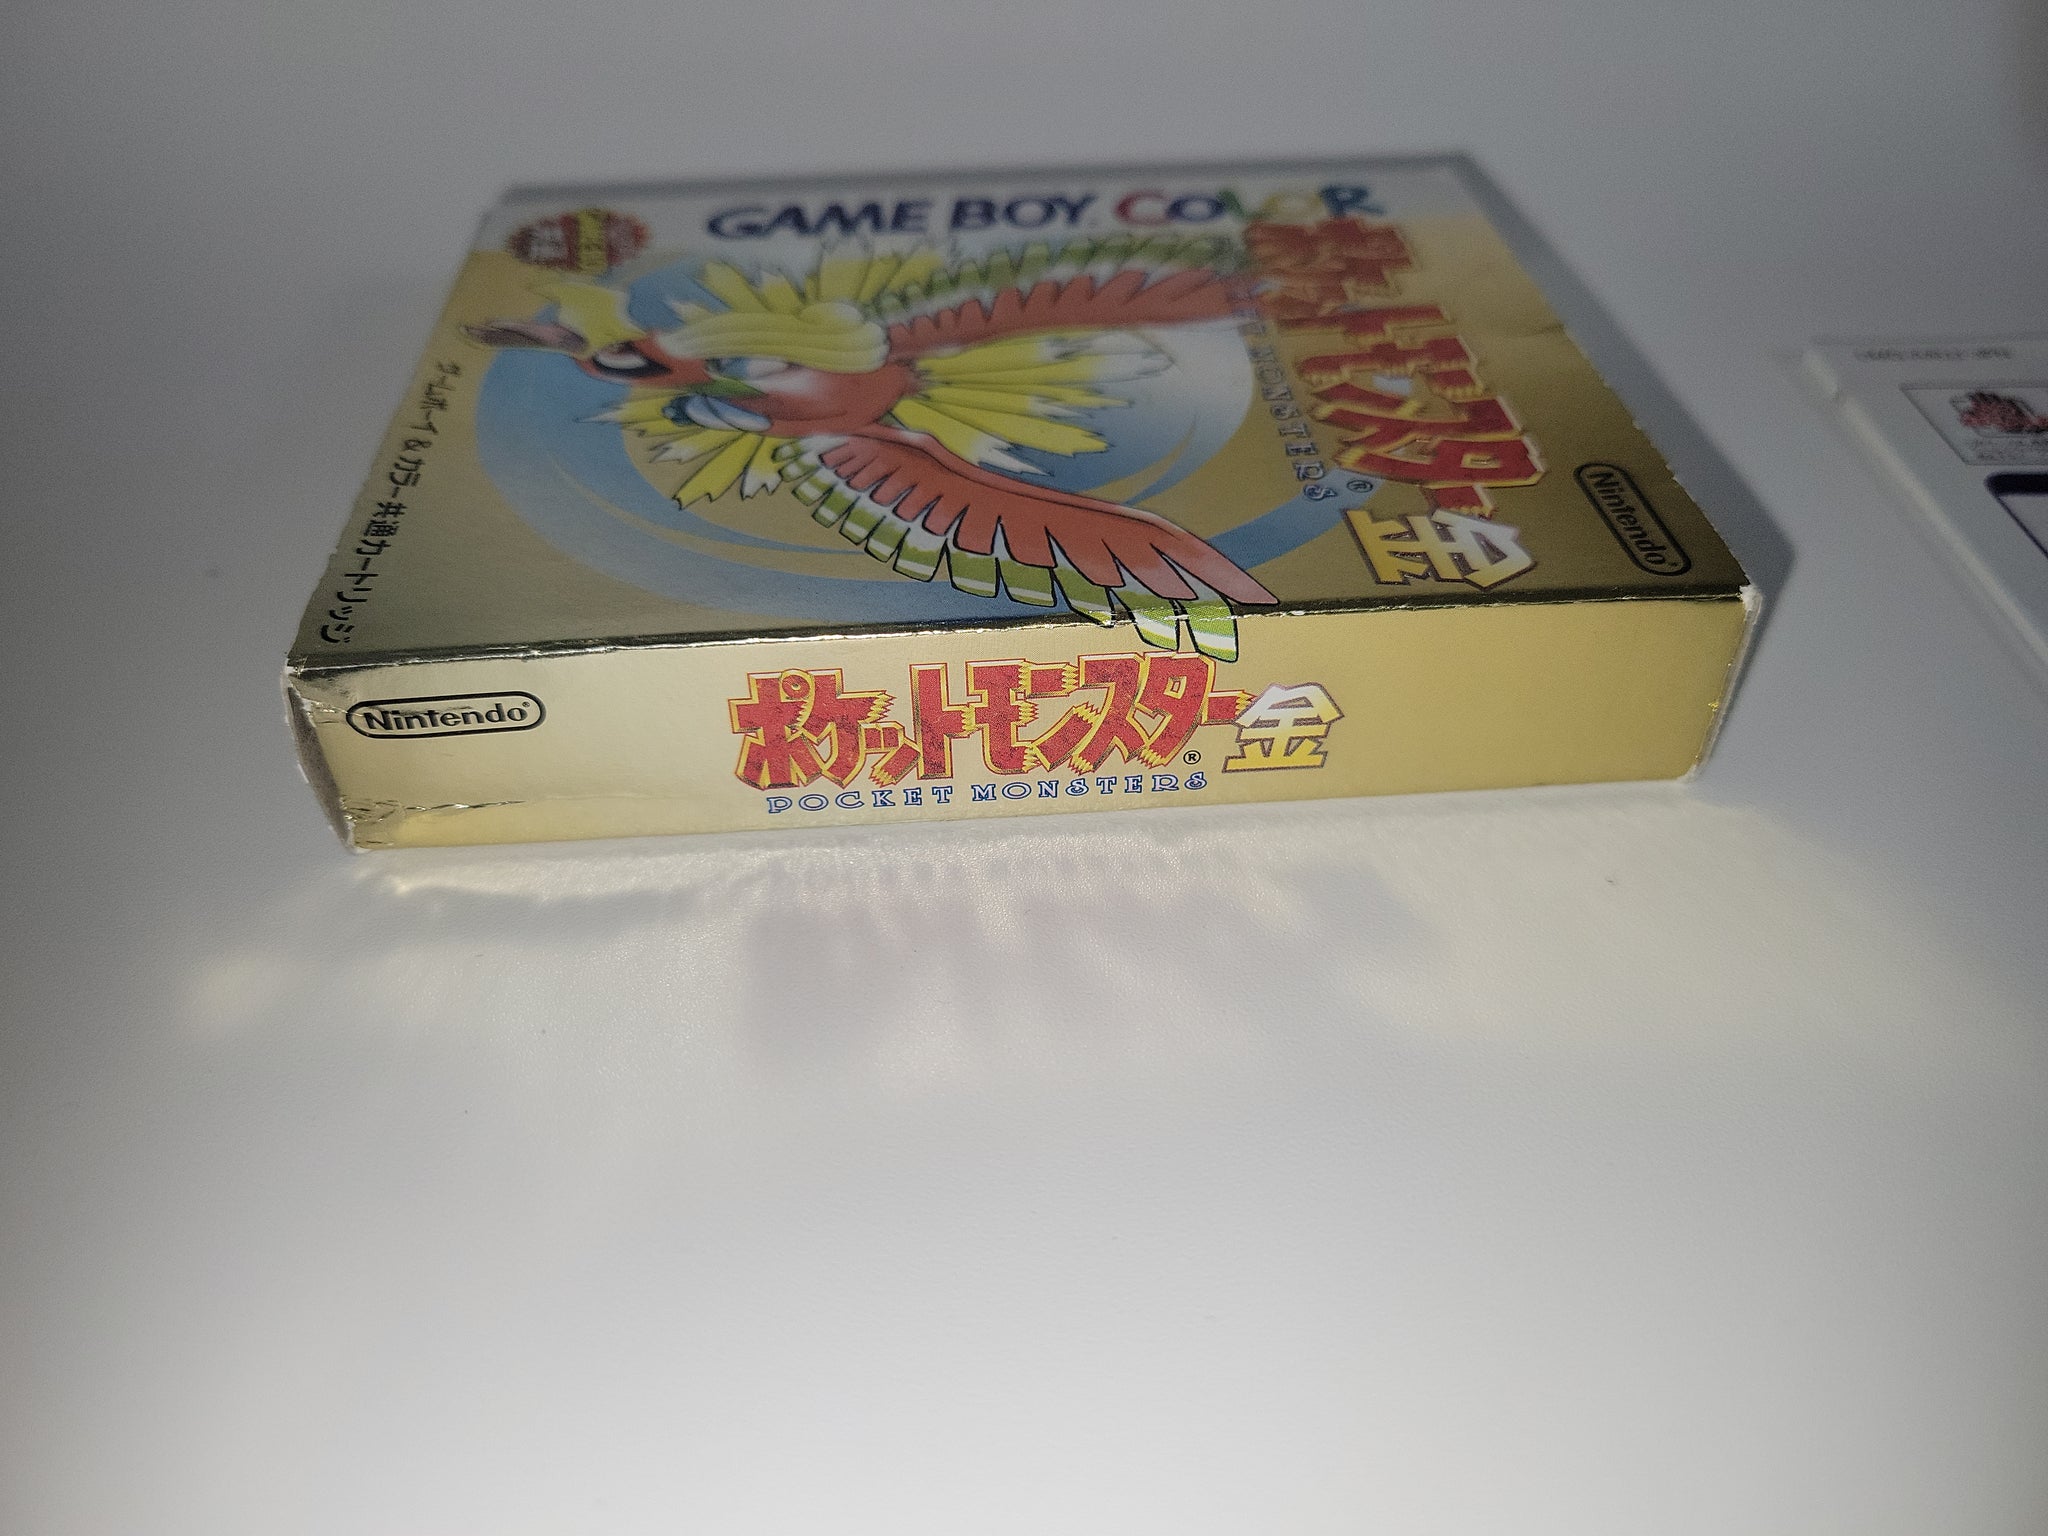 GAME BOY COLOR
ポケットモンスター
POCKET MONSTERS®
金
Nintendo®
ゲームボーイ&カラー共通カートリッジ
Nintendo®
ポケットモンスター金
POCKET MONSTERS®